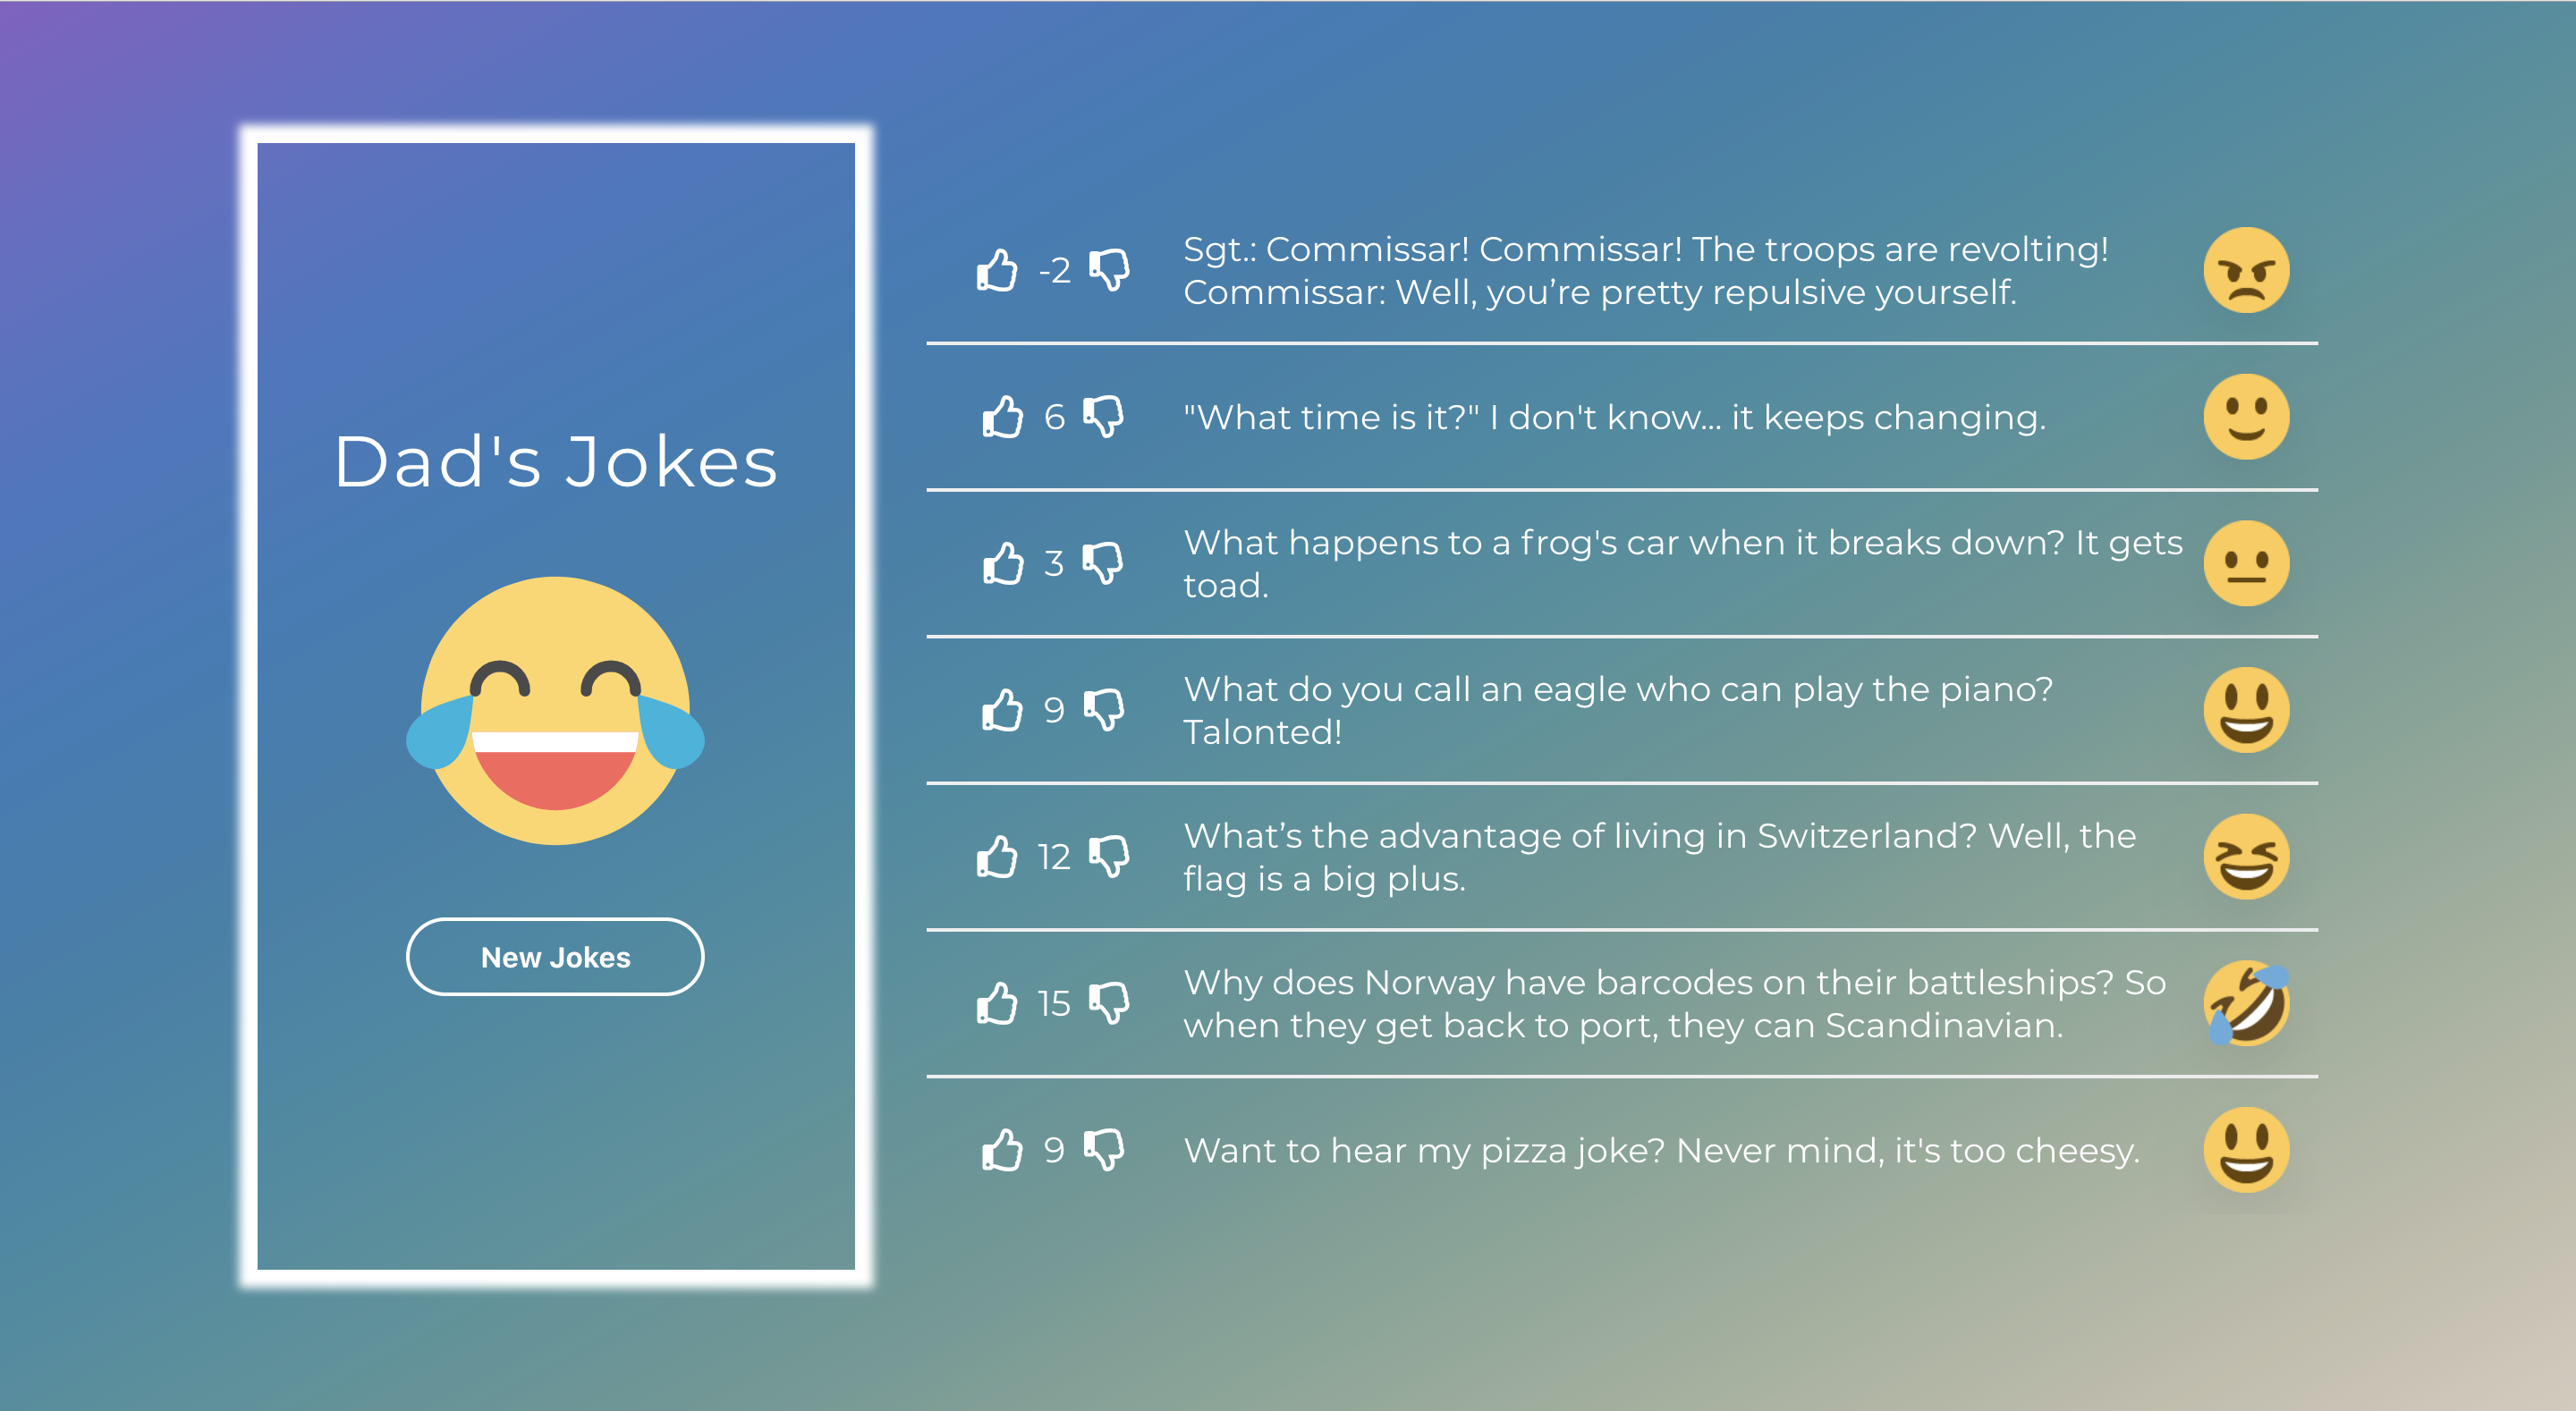 Dad's Jokes
New Jokes
-2
Sgt.: Commissar! Commissar! The troops are revolting!
Commissar: Well, you’re pretty repulsive yourself.
6
"What time is it?" I don't know... it keeps changing.
3
What happens to a frog's car when it breaks down? It gets
toad.
9
What do you call an eagle who can play the piano?
Talonted!
12
What’s the advantage of living in Switzerland? Well, the
flag is a big plus.
15
Why does Norway have barcodes on their battleships? So
when they get back to port, they can Scandinavian.
9
Want to hear my pizza joke? Never mind, it's too cheesy.